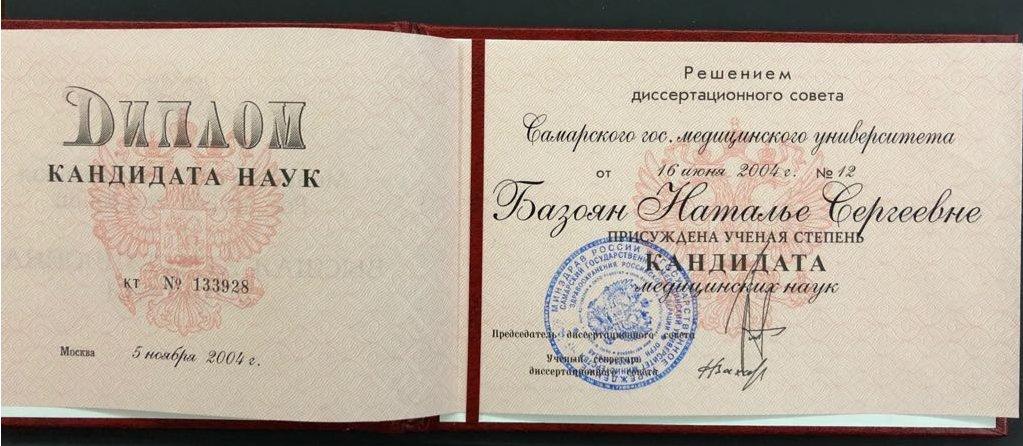 Диплом
КАНДИДАТА НАУК
КТ № 133928
Москва 5 ноября 2004 г.
Решением
диссертационного совета
Самарского гос. медицинского университета
от 16 июня 2004 г. № 12
Базоян Наталье Сергеевне
ПРИСУЖДЕНА УЧЕНАЯ СТЕПЕНЬ
КАНДИДАТА
медицинских наук
Председатель диссертационного совета
Ученый секретарь
диссертационного совета
МИНЗДРАВ РОССИИ